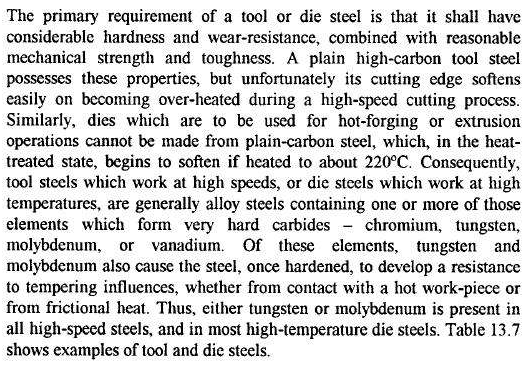 The primary requirement of a tool or die steel is that it shall have
considerable hardness and wear-resistance, combined with reasonable
mechanical strength and toughness. A plain high-carbon tool steel
possesses these properties, but unfortunately its cutting edge softens
easily on becoming over-heated during a high-speed cutting process.
Similarly, dies which are to be used for hot-forging or extrusion
operations cannot be made from plain-carbon steel, which, in the heat-
treated state, begins to soften if heated to about 220°C. Consequently,
tool steels which work at high speeds, or die steels which work at high
temperatures, are generally alloy steels containing one or more of those
elements which form very hard carbides – chromium, tungsten,
molybdenum, or vanadium. Of these elements, tungsten and
molybdenum also cause the steel, once hardened, to develop a resistance
to tempering influences, whether from contact with a hot work-piece or
from frictional heat. Thus, either tungsten or molybdenum is present in
all high-speed steels, and in most high-temperature die steels. Table 13.7
shows examples of tool and die steels.